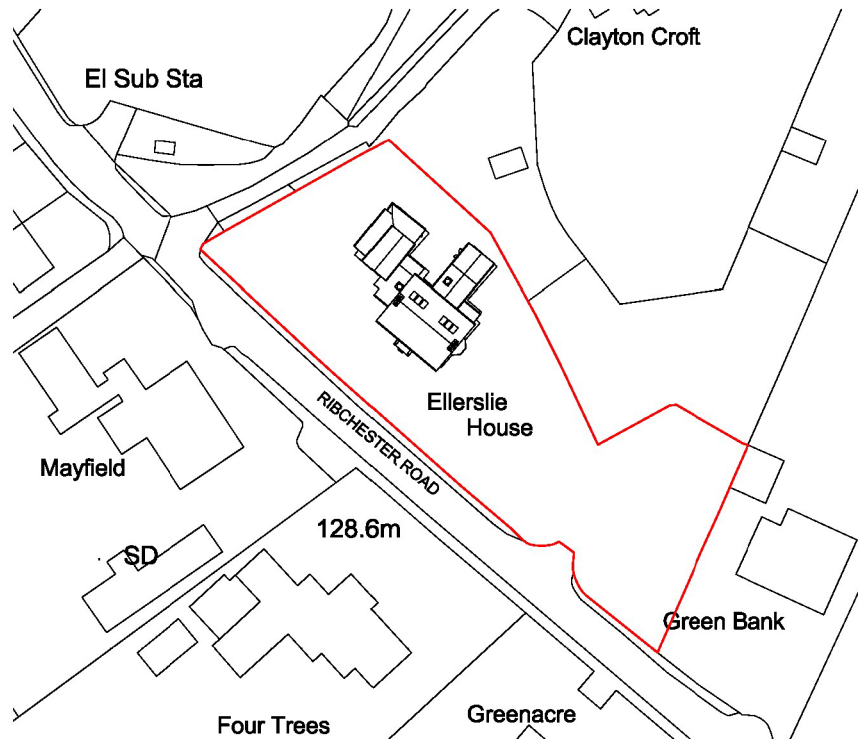 Clayton Croft
El Sub Sta
Ellerslie
House
RIBCHESTER ROAD
Mayfield
128.6m
SD
Green Bank
Four Trees
Greenacre